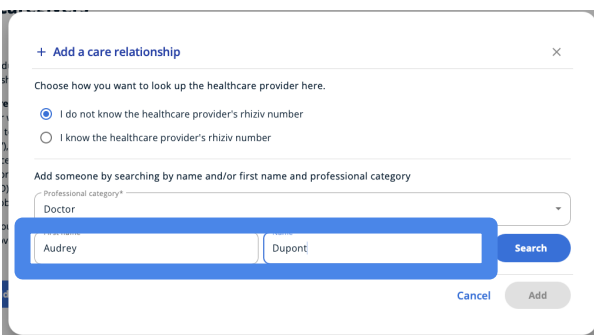 + Add a care relationship
Choose how you want to look up the healthcare provider here.
I do not know the healthcare provider's rhiziv number
I know the healthcare provider's rhiziv number
Add someone by searching by name and/or first name and professional category
Professional category*
Doctor
Audrey
Dupont
Search
Cancel
Add